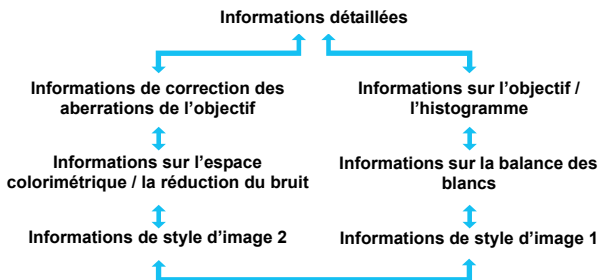 Informations détaillées
Informations de correction des
aberrations de l'objectif
Informations sur l'objectif /
l'histogramme
Informations sur l'espace
colorimétrique / la réduction du bruit
Informations sur la balance des
blancs
Informations de style d'image 2
Informations de style d'image 1